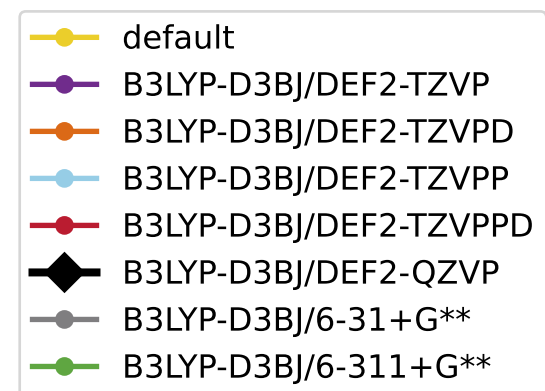 default
B3LYP-D3BJ/DEF2-TZVP
B3LYP-D3BJ/DEF2-TZVPD
B3LYP-D3BJ/DEF2-TZVPP
B3LYP-D3BJ/DEF2-TZVPPD
B3LYP-D3BJ/DEF2-QZVP
B3LYP-D3BJ/6-31+G**
B3LYP-D3BJ/6-311+G**